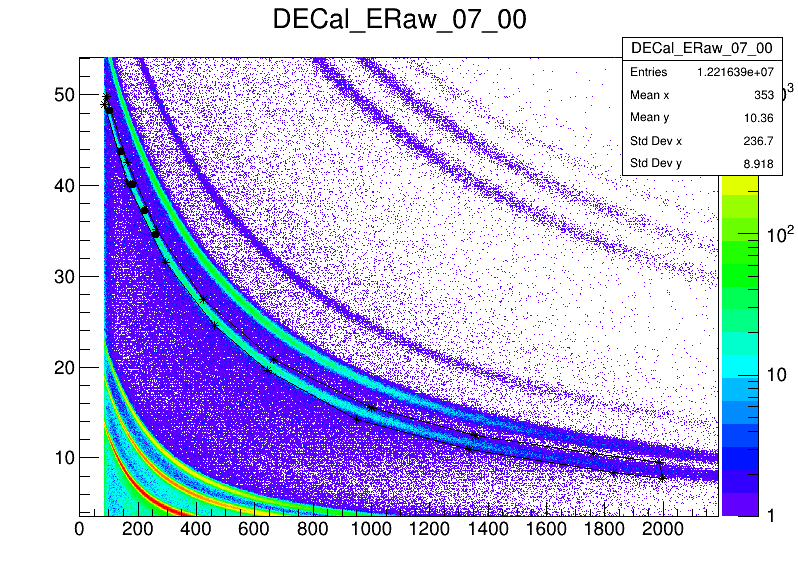 DECal_ERaw_07_00
DECal_ERaw_07_00
Entries 1.221639e+07
Mean x 353
Mean y 10.36
Std Dev x 236.7
Std Dev y 8.918
50
40
30
20
10
0 200 400 600 800 1000 1200 1400 1600 1800 2000
10²
10
1